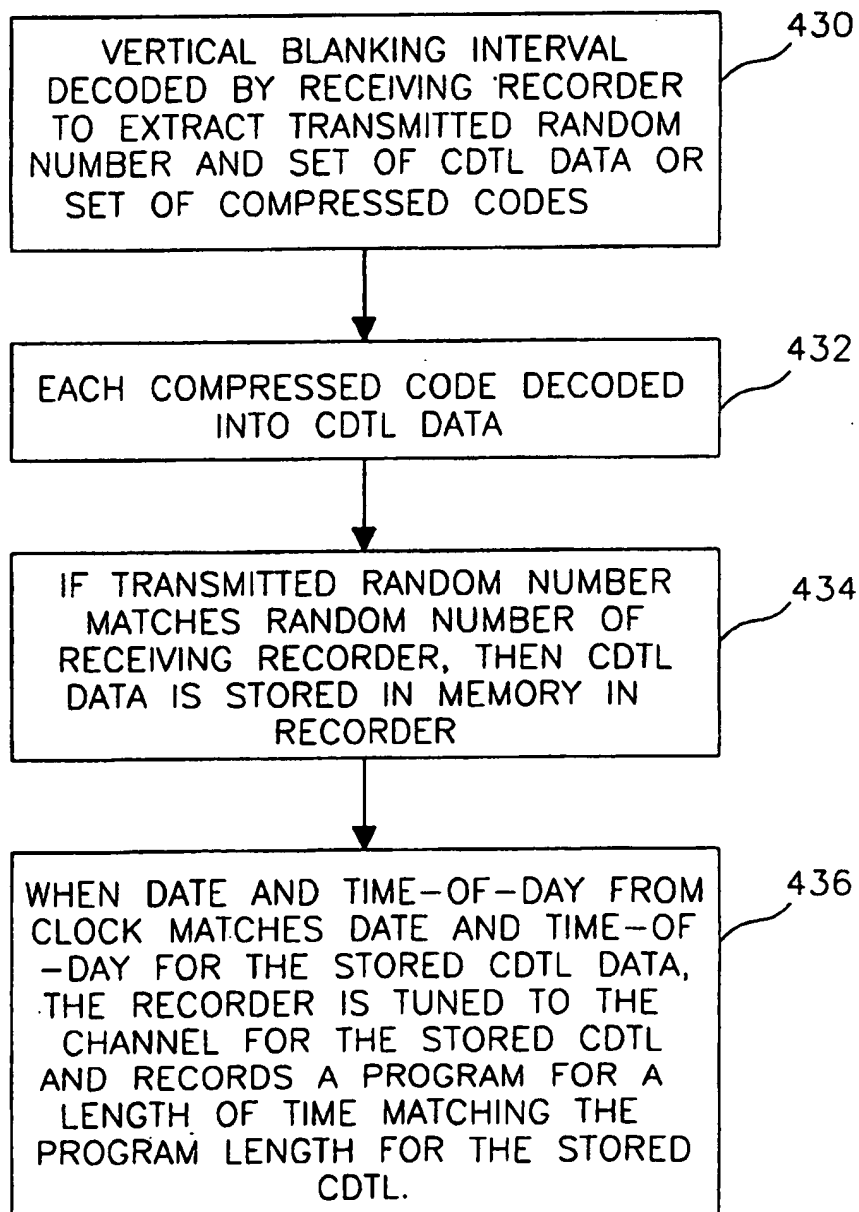 VERTICAL BLANKING INTERVAL
DECODED BY RECEIVING RECORDER
TO EXTRACT TRANSMITTED RANDOM
NUMBER AND SET OF CDTL DATA OR
SET OF COMPRESSED CODES
430
EACH COMPRESSED CODE DECODED
INTO CDTL DATA
432
IF TRANSMITTED RANDOM NUMBER
MATCHES RANDOM NUMBER OF
RECEIVING RECORDER, THEN CDTL
DATA IS STORED IN MEMORY IN
RECORDER
434
WHEN DATE AND TIME-OF-DAY FROM
CLOCK MATCHES DATE AND TIME-OF
-DAY FOR THE STORED CDTL DATA,
THE RECORDER IS TUNED TO THE
CHANNEL FOR THE STORED CDTL
AND RECORDS A PROGRAM FOR A
LENGTH OF TIME MATCHING THE
PROGRAM LENGTH FOR THE STORED
CDTL.
436